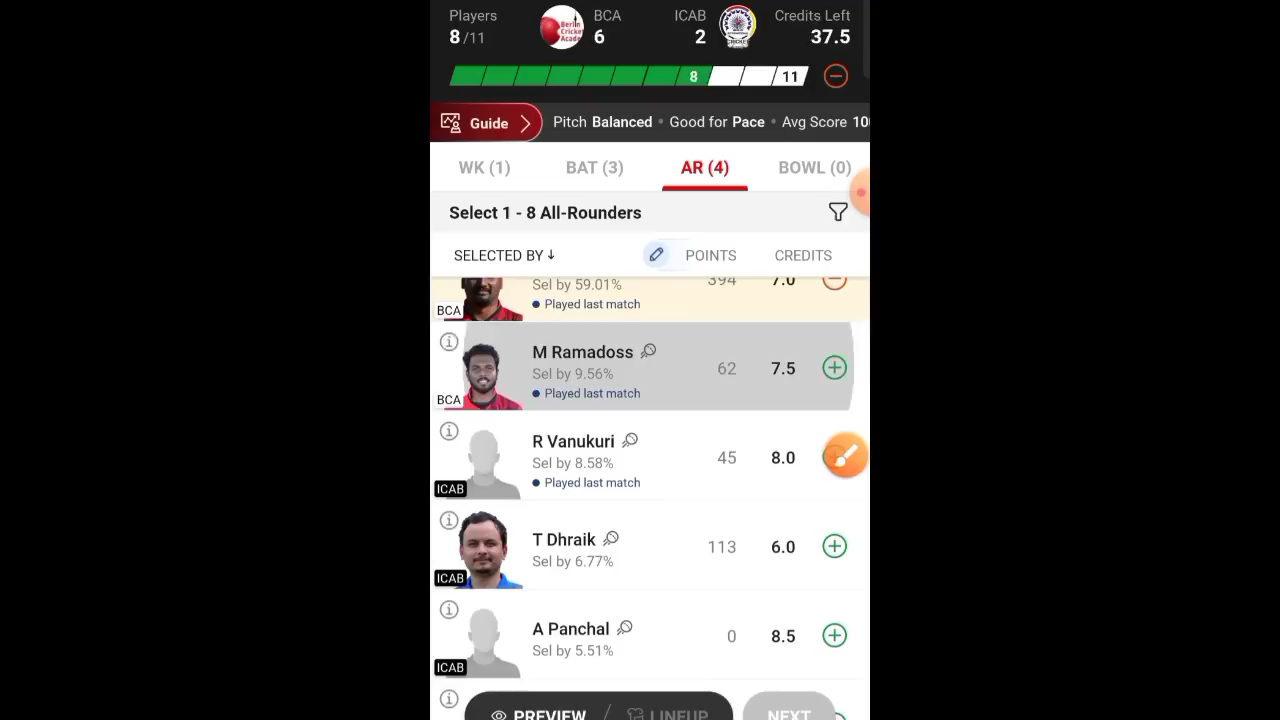 Players BCA ICAB Credits Left
8/11 6 2 37.5
8 11
Guide Pitch Balanced • Good for Pace • Avg Score 10
WK (1) BAT (3) AR (4) BOWL (0)
Select 1 - 8 All-Rounders
SELECTED BY ↓ POINTS CREDITS
Sel by 59.01% 394 7.0
BCA Played last match
M Ramadoss
Sel by 9.56% 62 7.5
BCA Played last match
R Vanukuri
Sel by 8.58% 45 8.0
ICAB Played last match
T Dhraik 113 6.0
Sel by 6.77%
ICAB
A Panchal 0 8.5
Sel by 5.51%
ICAB
PREVIEW / LINEUP NEXT